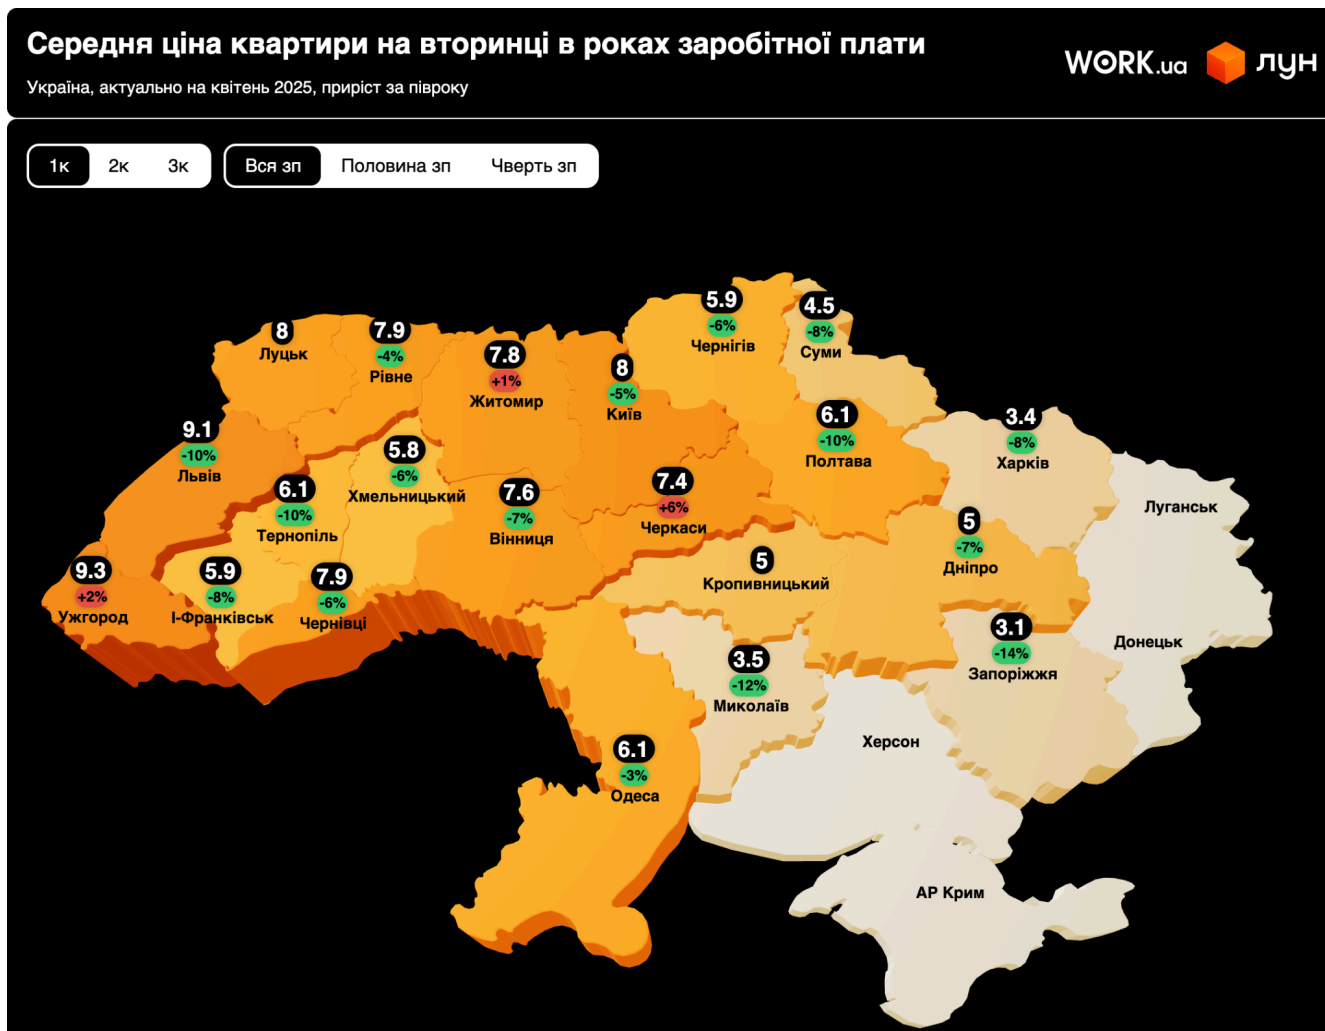 Середня ціна квартири на вторинці в роках заробітної плати
Україна, актуально на квітень 2025, приріст за півроку
WORK.ua
лун
1к 2к 3к
Вся зп Половина зп Чверть зп
5.9
-6%
Чернігів
4.5
-8%
Суми
8
Луцьк
7.9
-4%
Рівне
7.8
+1%
Житомир
8
-5%
Київ
6.1
-10%
Полтава
3.4
-8%
Харків
9.1
-10%
Львів
5.8
-6%
Хмельницький
6.1
-10%
Тернопіль
7.6
-7%
Вінниця
7.4
+6%
Черкаси
Луганськ
5
-7%
Дніпро
5
Кропивницький
9.3
+2%
Ужгород
5.9
-8%
І-Франківськ
7.9
-6%
Чернівці
3.1
-14%
Запоріжжя
Донецьк
3.5
-12%
Миколаїв
Херсон
6.1
-3%
Одеса
АР Крим